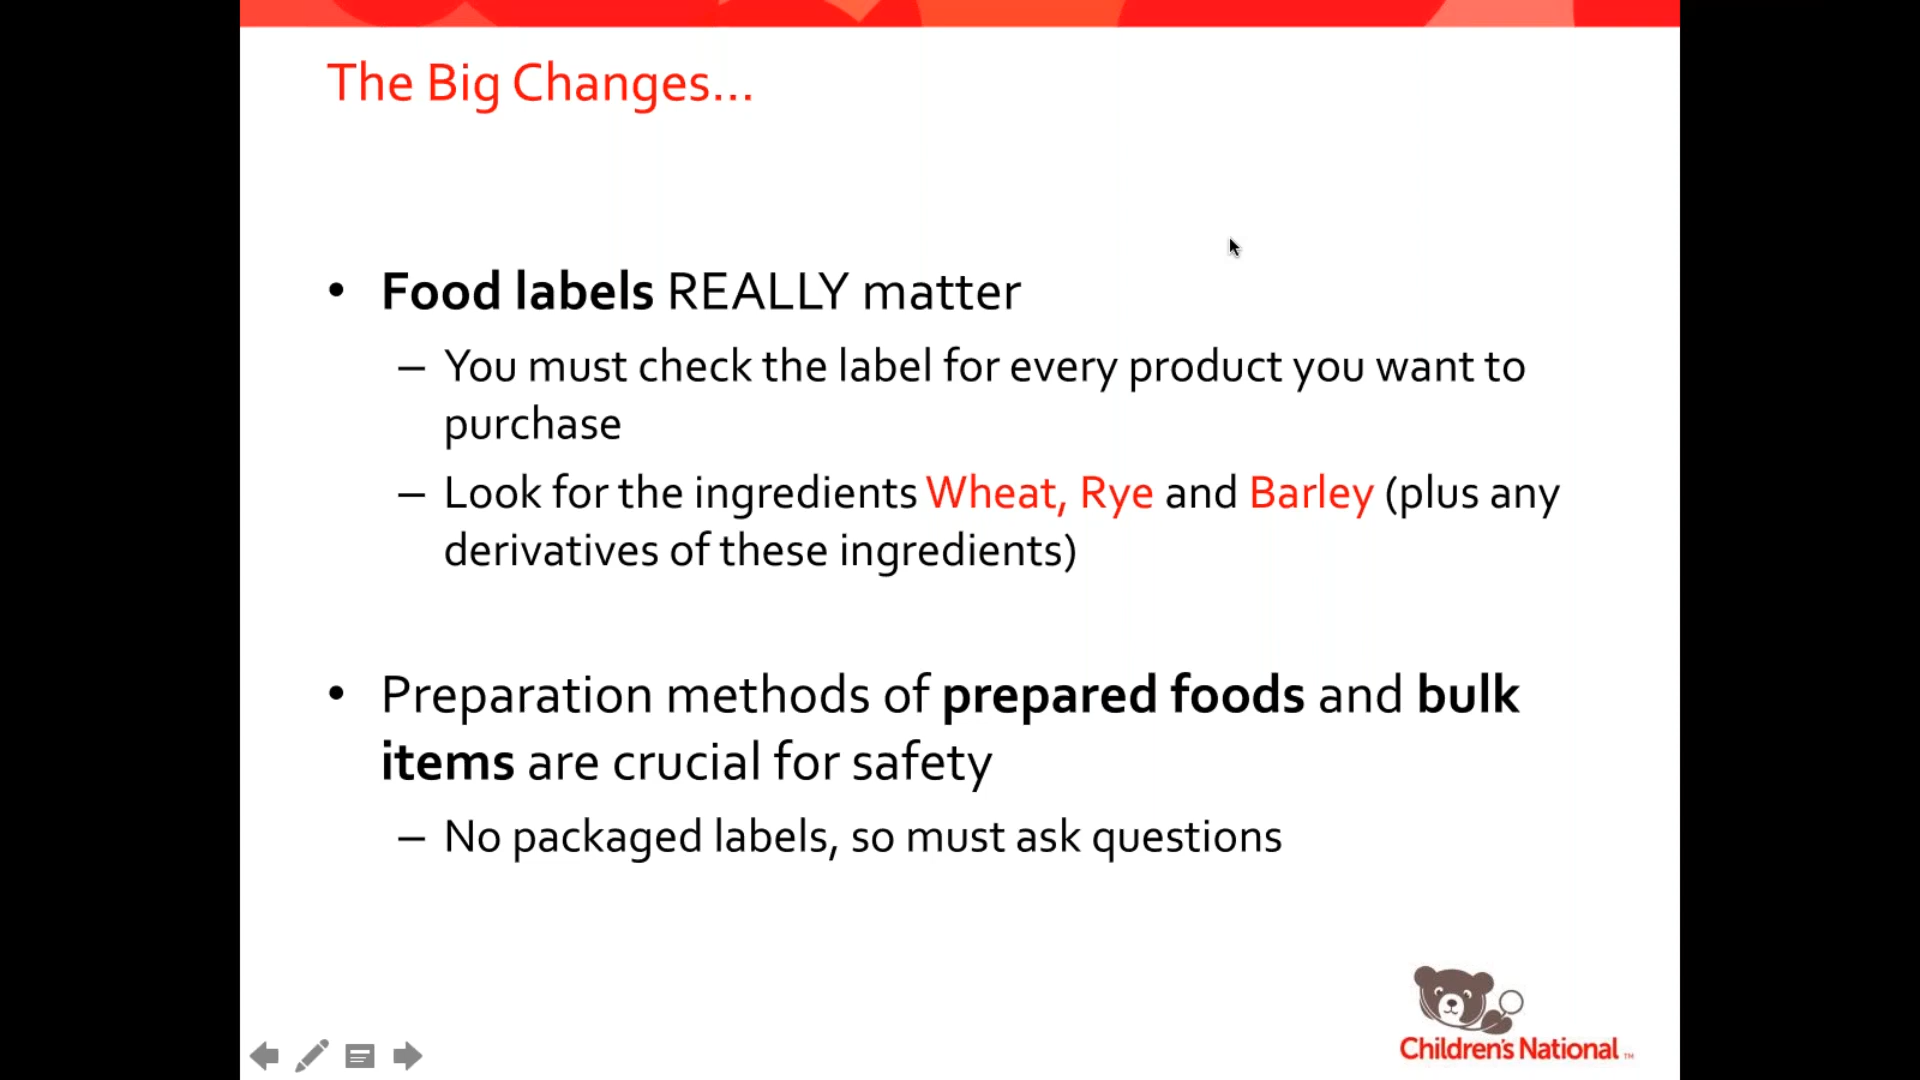 The Big Changes...
• Food labels REALLY matter
– You must check the label for every product you want to
purchase
– Look for the ingredients Wheat, Rye and Barley (plus any
derivatives of these ingredients)
• Preparation methods of prepared foods and bulk
items are crucial for safety
– No packaged labels, so must ask questions
Children's National ™